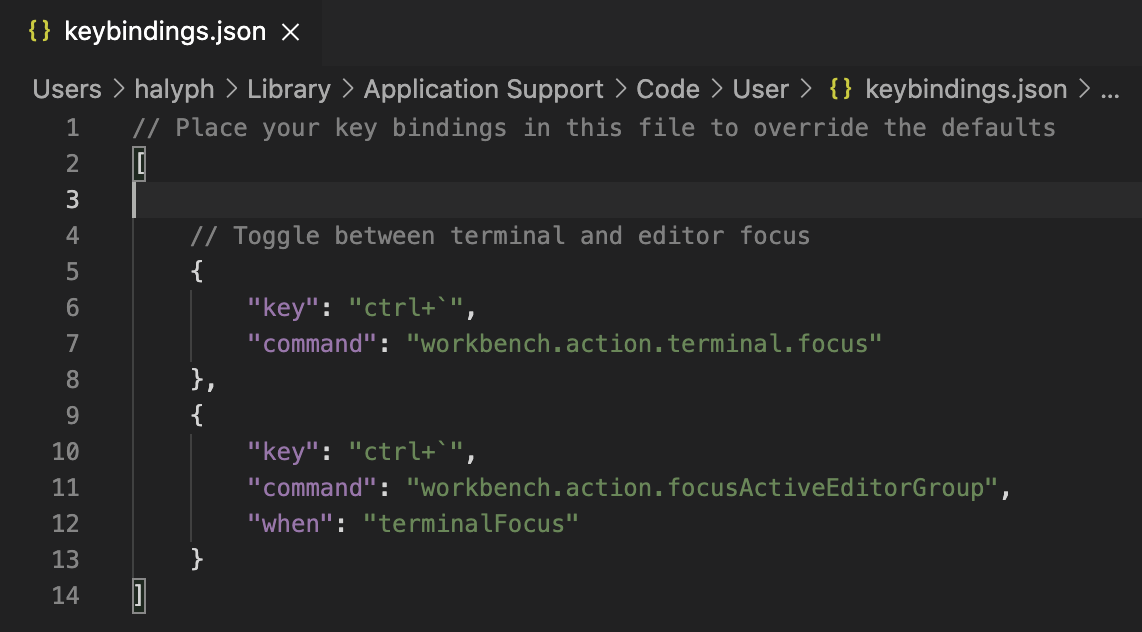 {} keybindings.json ×
Users > halyph > Library > Application Support > Code > User > {} keybindings.json > ...
1 // Place your key bindings in this file to override the defaults
2 [
3
4     // Toggle between terminal and editor focus
5     {
6         "key": "ctrl+`",
7         "command": "workbench.action.terminal.focus"
8     },
9     {
10         "key": "ctrl+`",
11         "command": "workbench.action.focusActiveEditorGroup",
12         "when": "terminalFocus"
13     }
14 ]